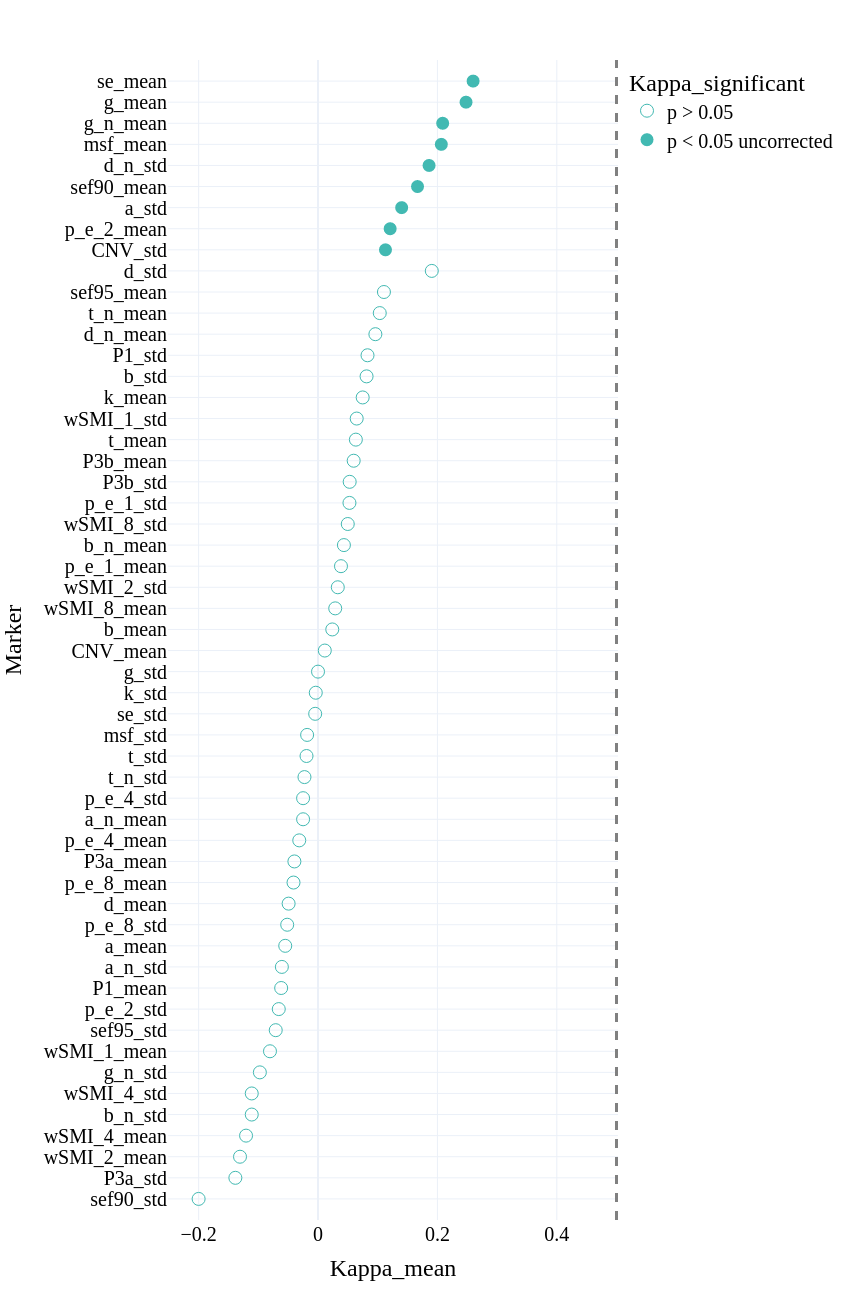 se_mean
g_mean
g_n_mean
msf_mean
d_n_std
sef90_mean
a_std
p_e_2_mean
CNV_std
d_std
sef95_mean
t_n_mean
d_n_mean
P1_std
b_std
k_mean
wSMI_1_std
t_mean
P3b_mean
P3b_std
p_e_1_std
wSMI_8_std
b_n_mean
p_e_1_mean
wSMI_2_std
wSMI_8_mean
b_mean
CNV_mean
g_std
k_std
se_std
msf_std
t_std
t_n_std
p_e_4_std
a_n_mean
p_e_4_mean
P3a_mean
p_e_8_mean
d_mean
p_e_8_std
a_mean
a_n_std
P1_mean
p_e_2_std
sef95_std
wSMI_1_mean
g_n_std
wSMI_4_std
b_n_std
wSMI_4_mean
wSMI_2_mean
P3a_std
sef90_std
Marker
−0.2 0 0.2 0.4
Kappa_mean
Kappa_significant
p > 0.05
p < 0.05 uncorrected